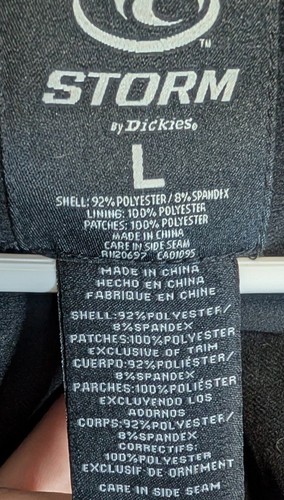 STORM
™
By Dickies®
L
SHELL: 92% POLYESTER / 8% SPANDEX
LINING: 100% POLYESTER
PATCHES: 100% POLYESTER
MADE IN CHINA
CARE IN SIDE SEAM
RN20697 CA01095
MADE IN CHINA
HECHO EN CHINA
FABRIQUE EN CHINE
SHELL:92%POLYESTER/
8%SPANDEX
PATCHES:100%POLYESTER
EXCLUSIVE OF TRIM
CUERPO:92%POLIÉSTER/
8%SPANDEX
PARCHES:100%POLIÉSTER
EXCLUYENDO LOS
ADORNOS
CORPS:92%POLYESTER/
8%SPANDEX
CORRECTIFS:
100%POLYESTER
EXCLUSIF DE ORNEMENT
CARE IN SIDE SEAM